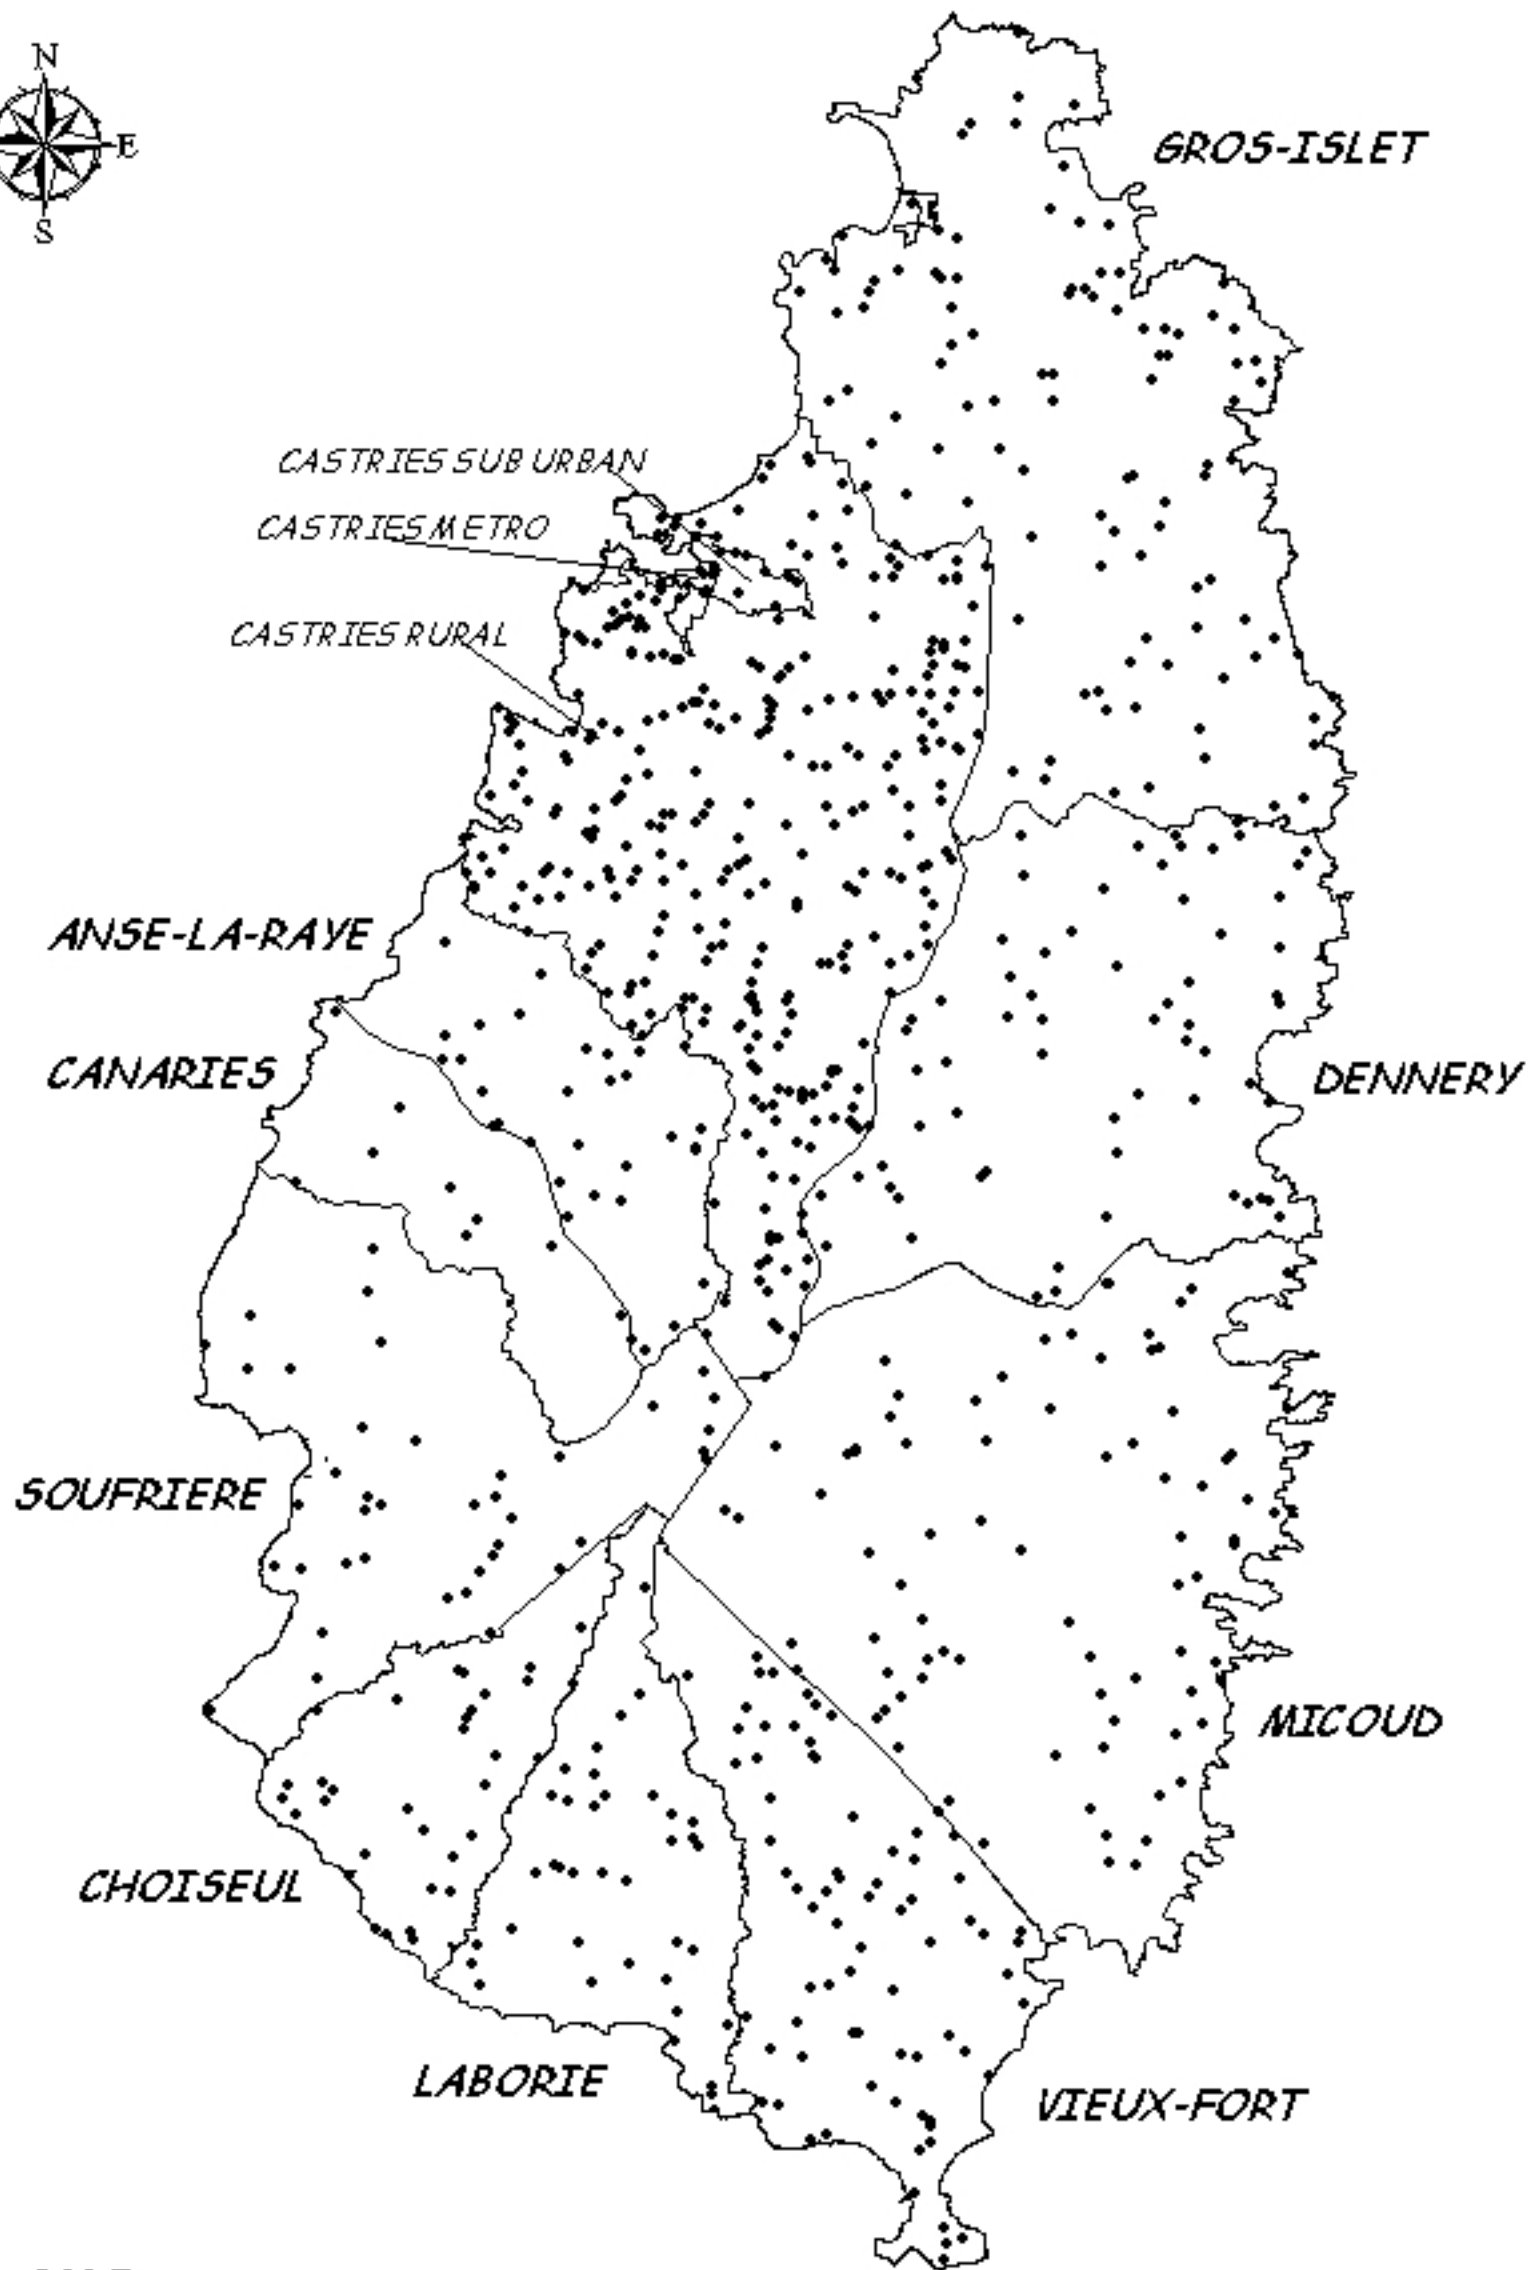 N
E
S
GROS-ISLET
CASTRIES SUB URBAN
CASTRIES METRO
CASTRIES RURAL
ANSE-LA-RAYE
CANARIES
DENNERY
SOUFRIERE
MICOUD
CHOISEUL
LABORIE
VIEUX-FORT